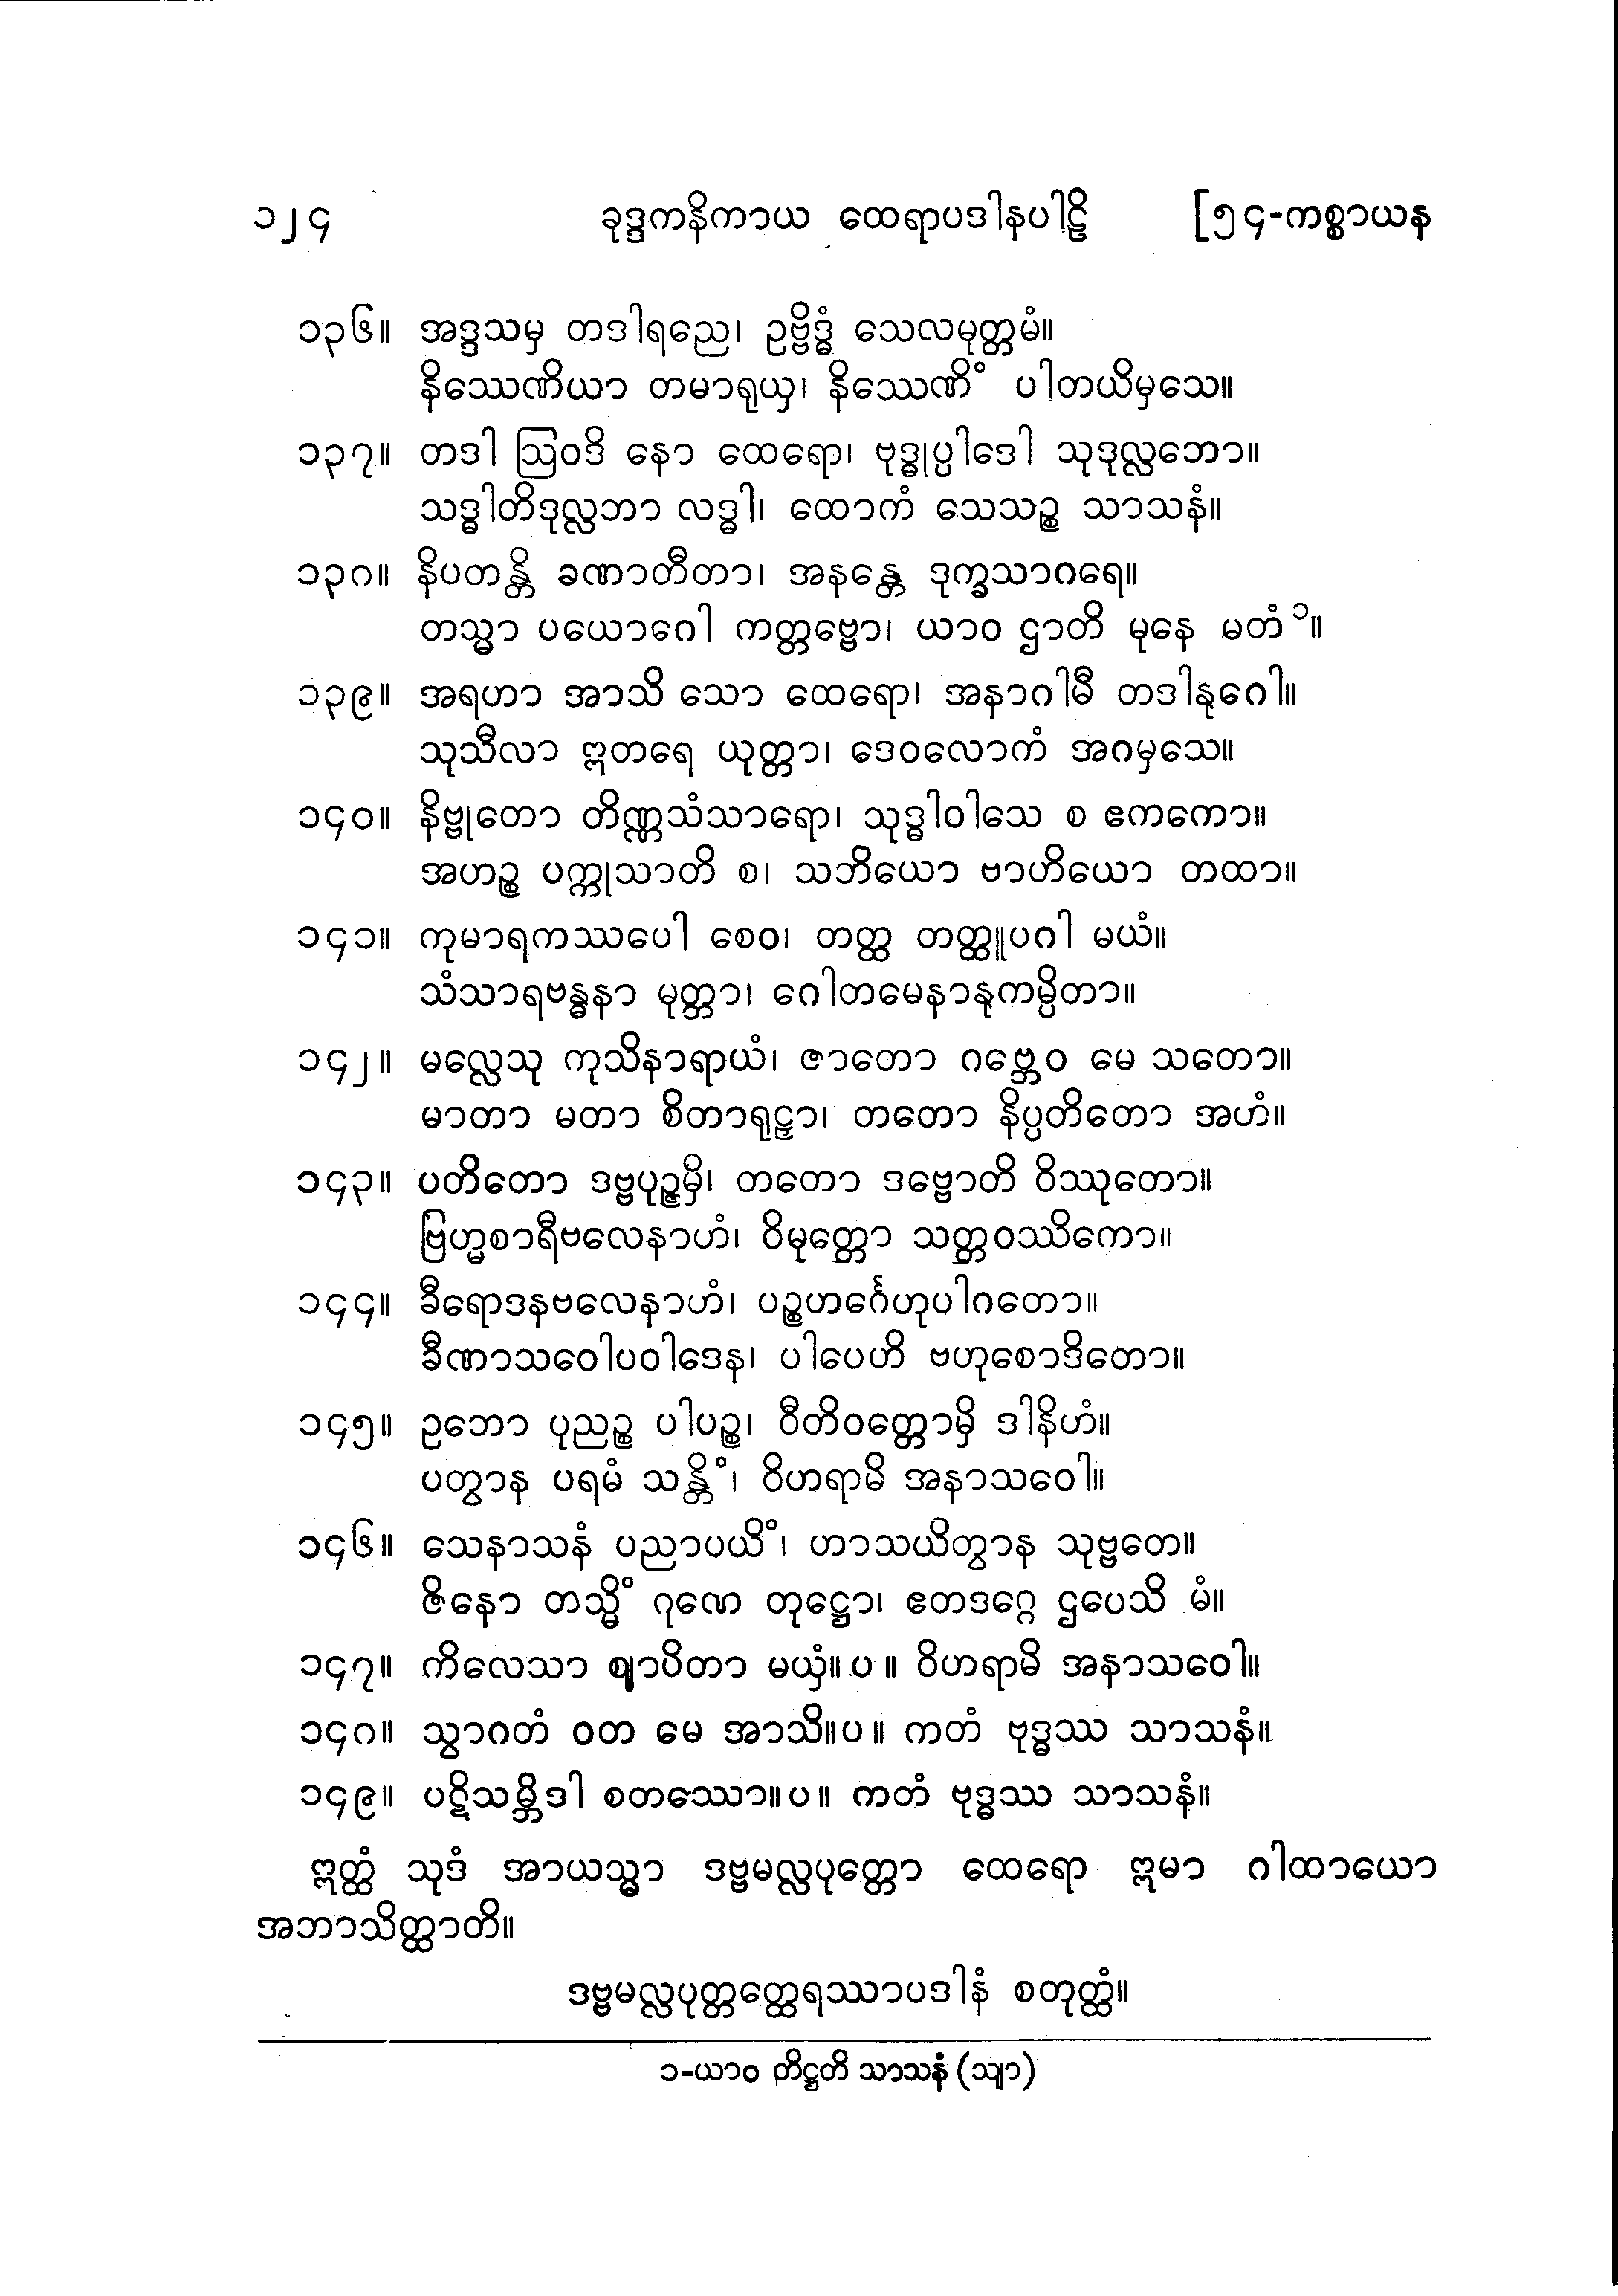 ၁၂၄ ခုဒ္ဒကနိကာယ ထေရာပဒါနပါဠိ [၅၄-ကစ္စာယန
၁၃၆။ အဒ္ဒသမှ တဒါရညေ၊ ဥဗ္ဗိဒ္ဓံ သေလမုတ္တမံ။
နိဿေဏိယာ တမာရုယှ၊ နိဿေဏိံ ပါတယိမှသေ။
၁၃၇။ တဒါ ဩဝဒိ နော ထေရော၊ ဗုဒ္ဓုပ္ပါဒေါ သုဒုလ္လဘော။
သဒ္ဓါတိဒုလ္လဘာ လဒ္ဓါ၊ ထောကံ သေသဉ္စ သာသနံ။
၁၃၈။ နိပတန္တိ ခဏာတီတာ၊ အနန္တေ ဒုက္ခသာဂရေ။
တသ္မာ ပယောဂေါ ကတ္တဗ္ဗော၊ ယာဝ ဌာတိ မုနေ မတံ ၁။
၁၃၉။ အရဟာ အာသိ သော ထေရော၊ အနာဂါမီ တဒါနုဂေါ။
သုသီလာ ဣတရေ ယုတ္တာ၊ ဒေဝလောကံ အဂမှသေ။
၁၄၀။ နိဗ္ဗုတော တိဏ္ဏသံသာရော၊ သုဒ္ဓါဝါသေ စ ဧကကော။
အဟဉ္စ ပက္ကုသာတိ စ၊ သဘိယော ဗာဟိယော တထာ။
၁၄၁။ ကုမာရကဿပေါ စေဝ၊ တတ္ထ တတ္ထူပဂါ မယံ။
သံသာရဗန္ဓနာ မုတ္တာ၊ ဂေါတမေနာနုကမ္ပိတာ။
၁၄၂။ မလ္လေသု ကုသိနာရာယံ၊ ဇာတော ဂဗ္ဘေဝ မေ သတော။
မာတာ မတာ စိတာရုဠှာ၊ တတော နိပ္ပတိတော အဟံ။
၁၄၃။ ပတိတော ဒဗ္ဗပုဉ္ဇမှိ၊ တတော ဒဗ္ဗောတိ ဝိဿုတော။
ဗြဟ္မစာရီဗလေနာဟံ၊ ဝိမုတ္တော သတ္တဝဿိကော။
၁၄၄။ ခီရောဒနဗလေနာဟံ၊ ပဉ္စဟင်္ဂေဟုပါဂတော။
ခီဏာသဝေါပဝါဒေန၊ ပါပေဟိ ဗဟုစောဒိတော။
၁၄၅။ ဥဘော ပုညဉ္စ ပါပဉ္စ၊ ဝီတိဝတ္တောမှိ ဒါနိဟံ။
ပတွာန ပရမံ သန္တိံ၊ ဝိဟရာမိ အနာသဝေါ။
၁၄၆။ သေနာသနံ ပညာပယိံ၊ ဟာသယိတွာန သုဗ္ဗတေ။
ဇိနော တသ္မိံ ဂုဏေ တုဋ္ဌော၊ ဧတဒဂ္ဂေ ဌပေသိ မံ။
၁၄၇။ ကိလေသာ ဈာပိတာ မယှံ။ ပ ။ ဝိဟရာမိ အနာသဝေါ။
၁၄၈။ သွာဂတံ ဝတ မေ အာသိ။ပ ။ ကတံ ဗုဒ္ဓဿ သာသနံ။
၁၄၉။ ပဋိသမ္ဘိဒါ စတဿော။ပ။ ကတံ ဗုဒ္ဓဿ သာသနံ။
ဣတ္ထံ သုဒံ အာယသ္မာ ဒဗ္ဗမလ္လပုတ္တော ထေရော ဣမာ ဂါထာယော
အဘာသိတ္ထာတိ။
ဒဗ္ဗမလ္လပုတ္တတ္ထေရဿာပဒါနံ စတုတ္ထံ။
၁-ယာဝ တိဋ္ဌတိ သာသနံ (သျာ)